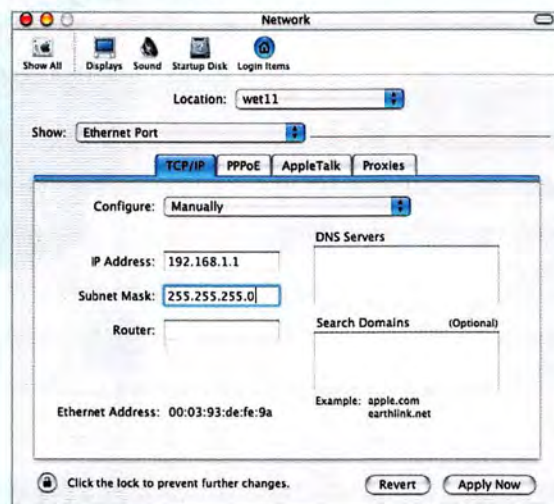 Network
Show All Displays Sound Startup Disk Login Items
Location: wet11
Show: Ethernet Port
TCP/IP PPPoE AppleTalk Proxies
Configure: Manually
DNS Servers
IP Address: 192.168.1.1
Subnet Mask: 255.255.255.0
Router:
Search Domains (Optional)
Ethernet Address: 00:03:93:de:fe:9a
Example: apple.com
earthlink.net
Click the lock to prevent further changes.
Revert Apply Now